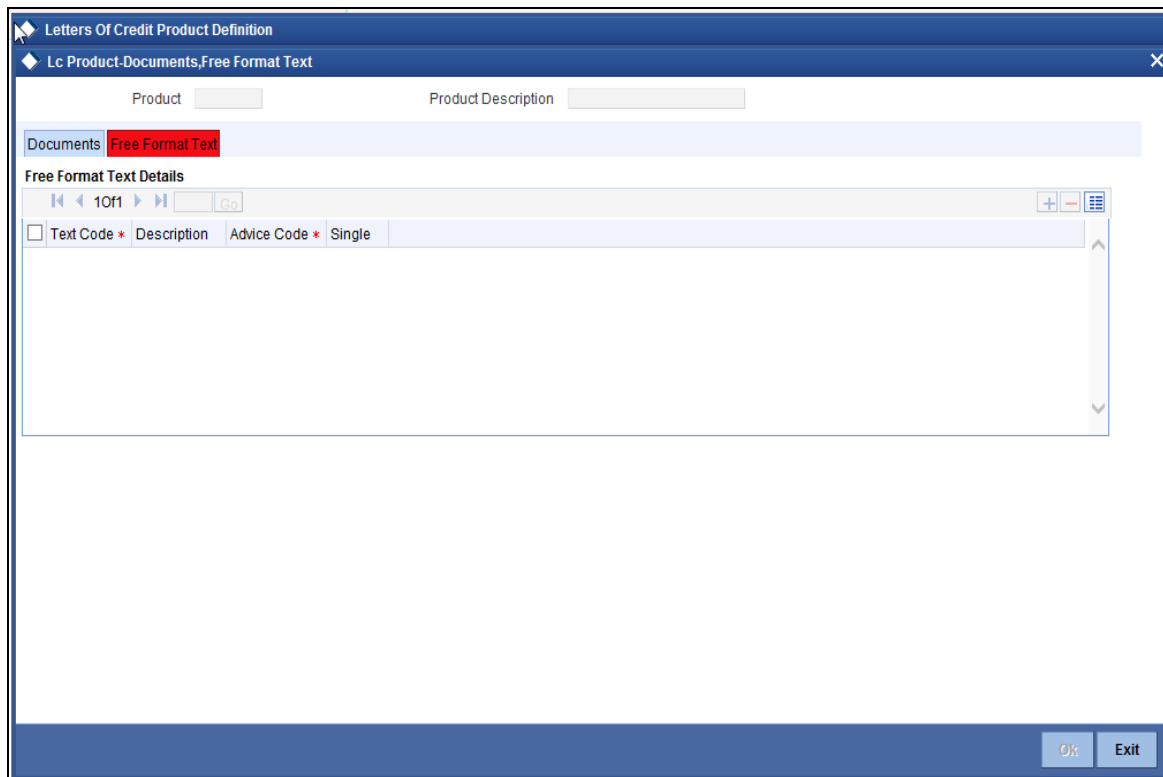 Letters Of Credit Product Definition
Lc Product-Documents,Free Format Text
Product Product Description
Documents Free Format Text
Free Format Text Details
1Of1 Go
Text Code * Description Advice Code * Single
Ok Exit